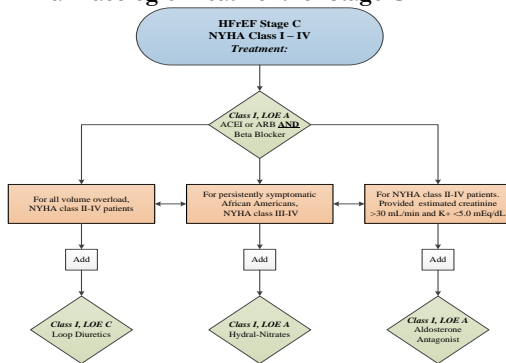 HFrEF Stage C
NYHA Class I – IV
Treatment:
Class I, LOE A
ACEI or ARB AND
Beta Blocker
For all volume overload,
NYHA class II-IV patients
For persistently symptomatic
African Americans,
NYHA class III-IV
For NYHA class II-IV patients.
Provided estimated creatinine
>30 mL/min and K+ <5.0 mEq/dL
Add
Add
Add
Class I, LOE C
Loop Diuretics
Class I, LOE A
Hydral-Nitrates
Class I, LOE A
Aldosterone
Antagonist